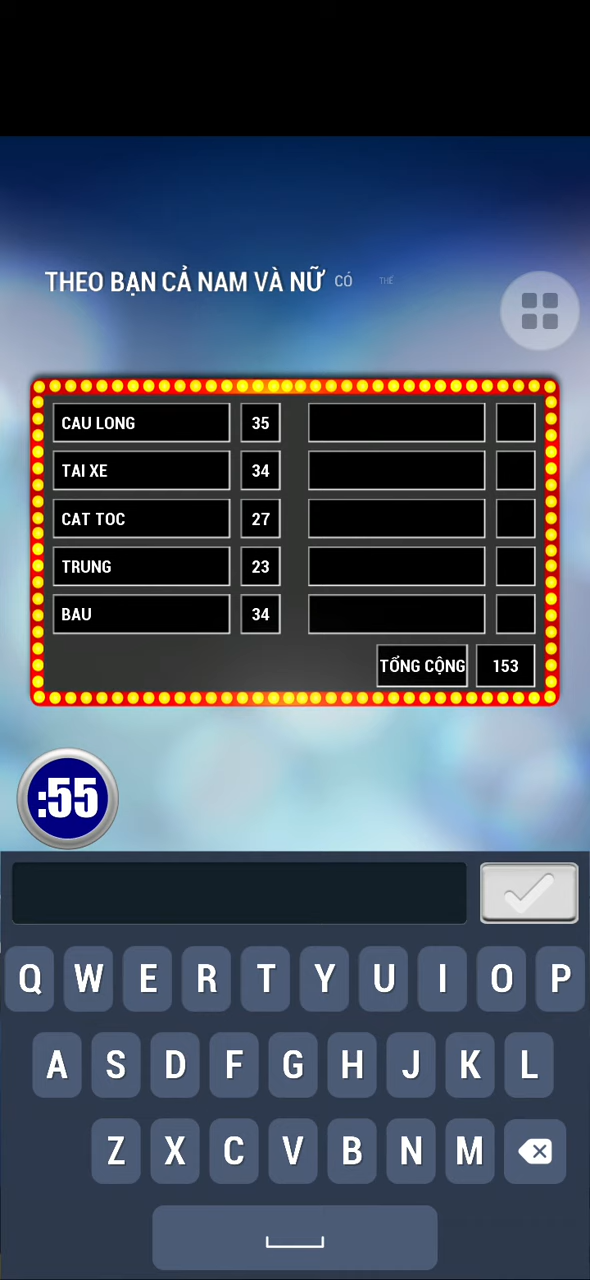 THEO BẠN CẢ NAM VÀ NỮ CÓ THỂ
CAU LONG 35
TAI XE 34
CAT TOC 27
TRUNG 23
BAU 34
TỔNG CỘNG 153
:55
Q W E R T Y U I O P
A S D F G H J K L
Z X C V B N M